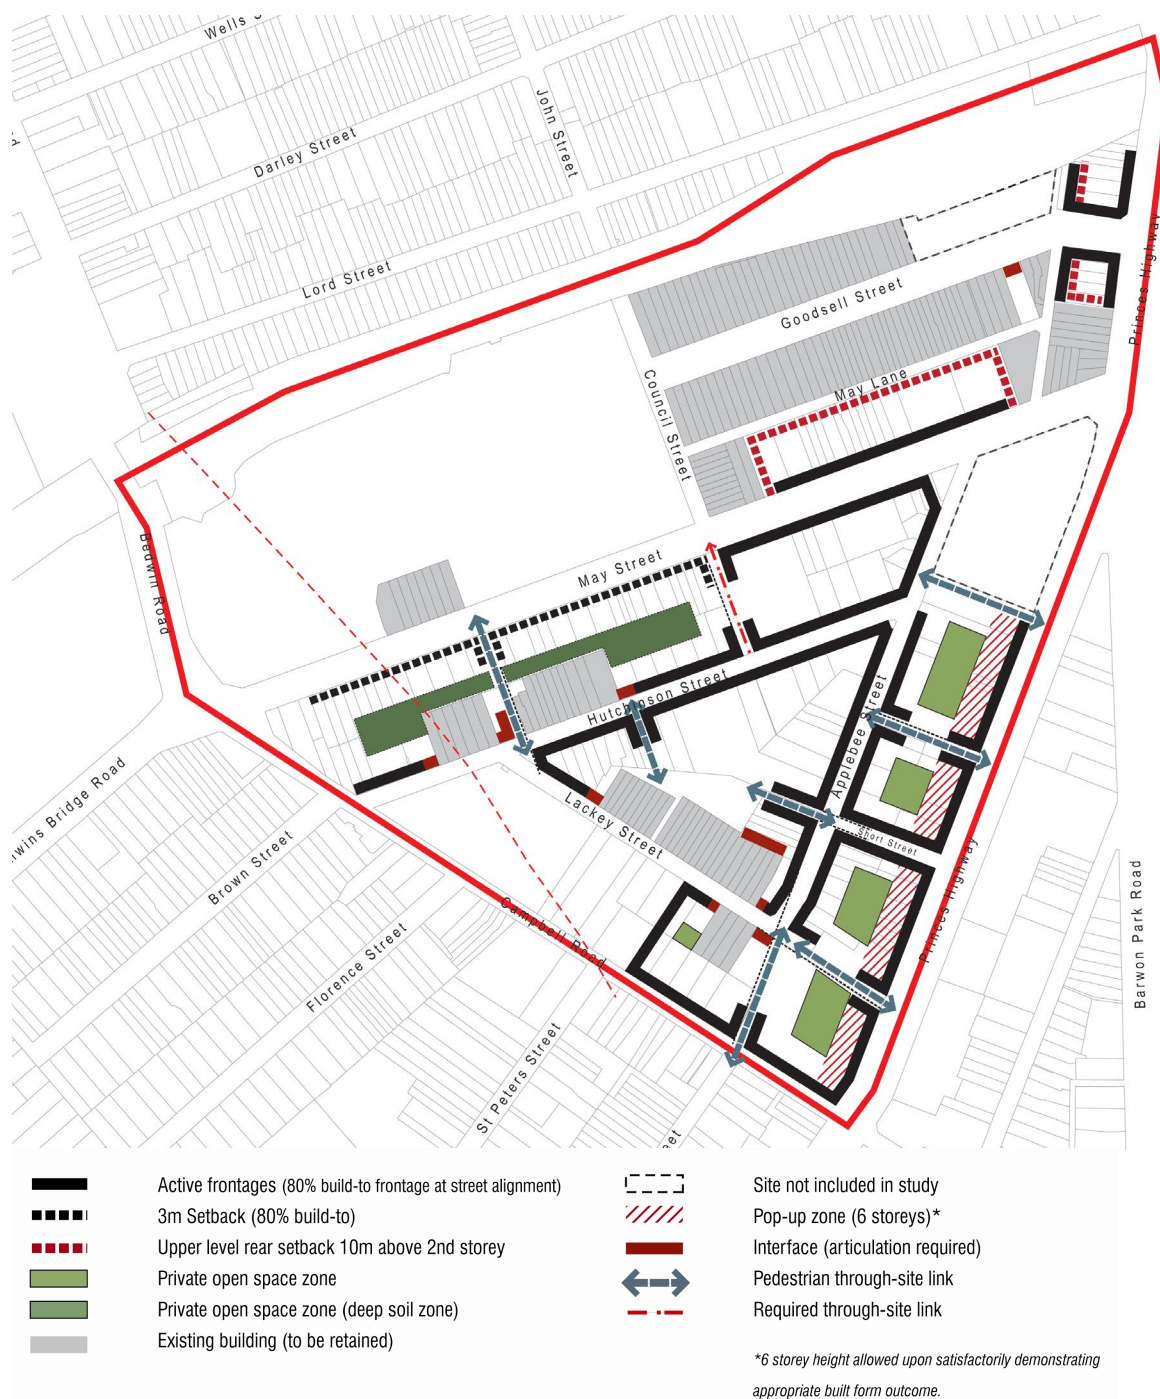 Wells S
John Street
Darley Street
Lord Street
Princes Highway
Goodsell Street
May Lane
Council Street
Bedwin Road
May Street
Hutchinson Street
Applebee Street
Lackey Street
Short Street
wins Bridge Road
Brown Street
Campbell Road
Florence Street
Princes Highway
Barwon Park Road
St Peters Street
eet
Active frontages (80% build-to frontage at street alignment)
3m Setback (80% build-to)
Upper level rear setback 10m above 2nd storey
Private open space zone
Private open space zone (deep soil zone)
Existing building (to be retained)
Site not included in study
Pop-up zone (6 storeys)*
Interface (articulation required)
Pedestrian through-site link
Required through-site link
*6 storey height allowed upon satisfactorily demonstrating
appropriate built form outcome.